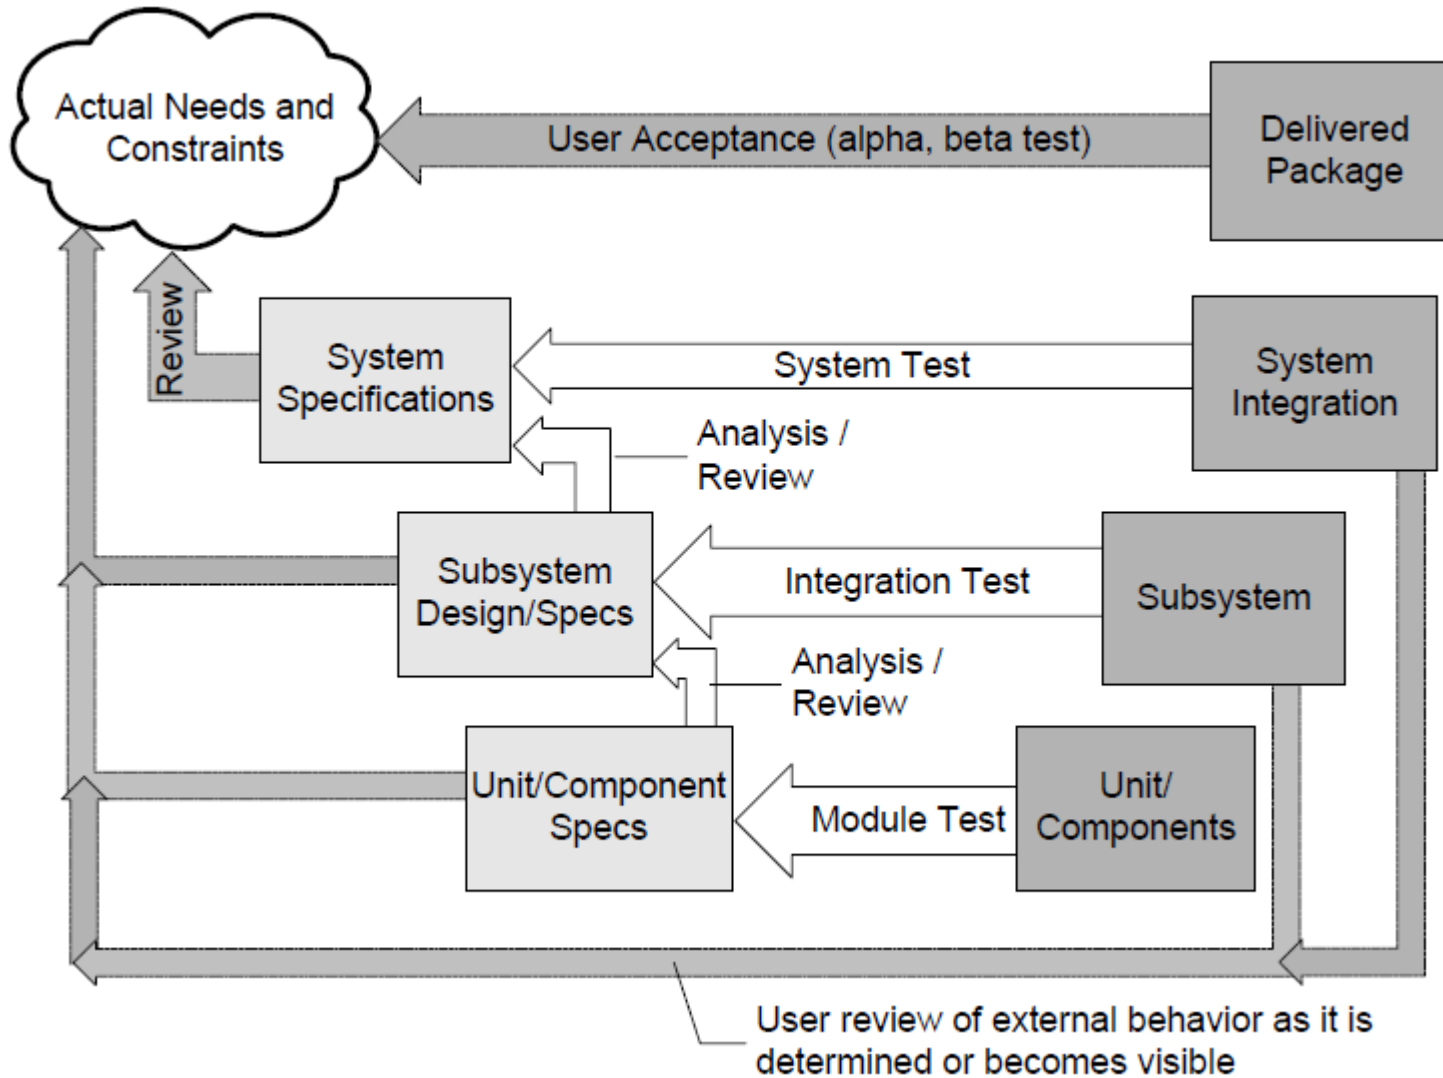 Actual Needs and
Constraints
User Acceptance (alpha, beta test)
Delivered
Package
Review
System
Specifications
System Test
System
Integration
Analysis /
Review
Subsystem
Design/Specs
Integration Test
Subsystem
Analysis /
Review
Unit/Component
Specs
Module Test
Unit/
Components
User review of external behavior as it is
determined or becomes visible